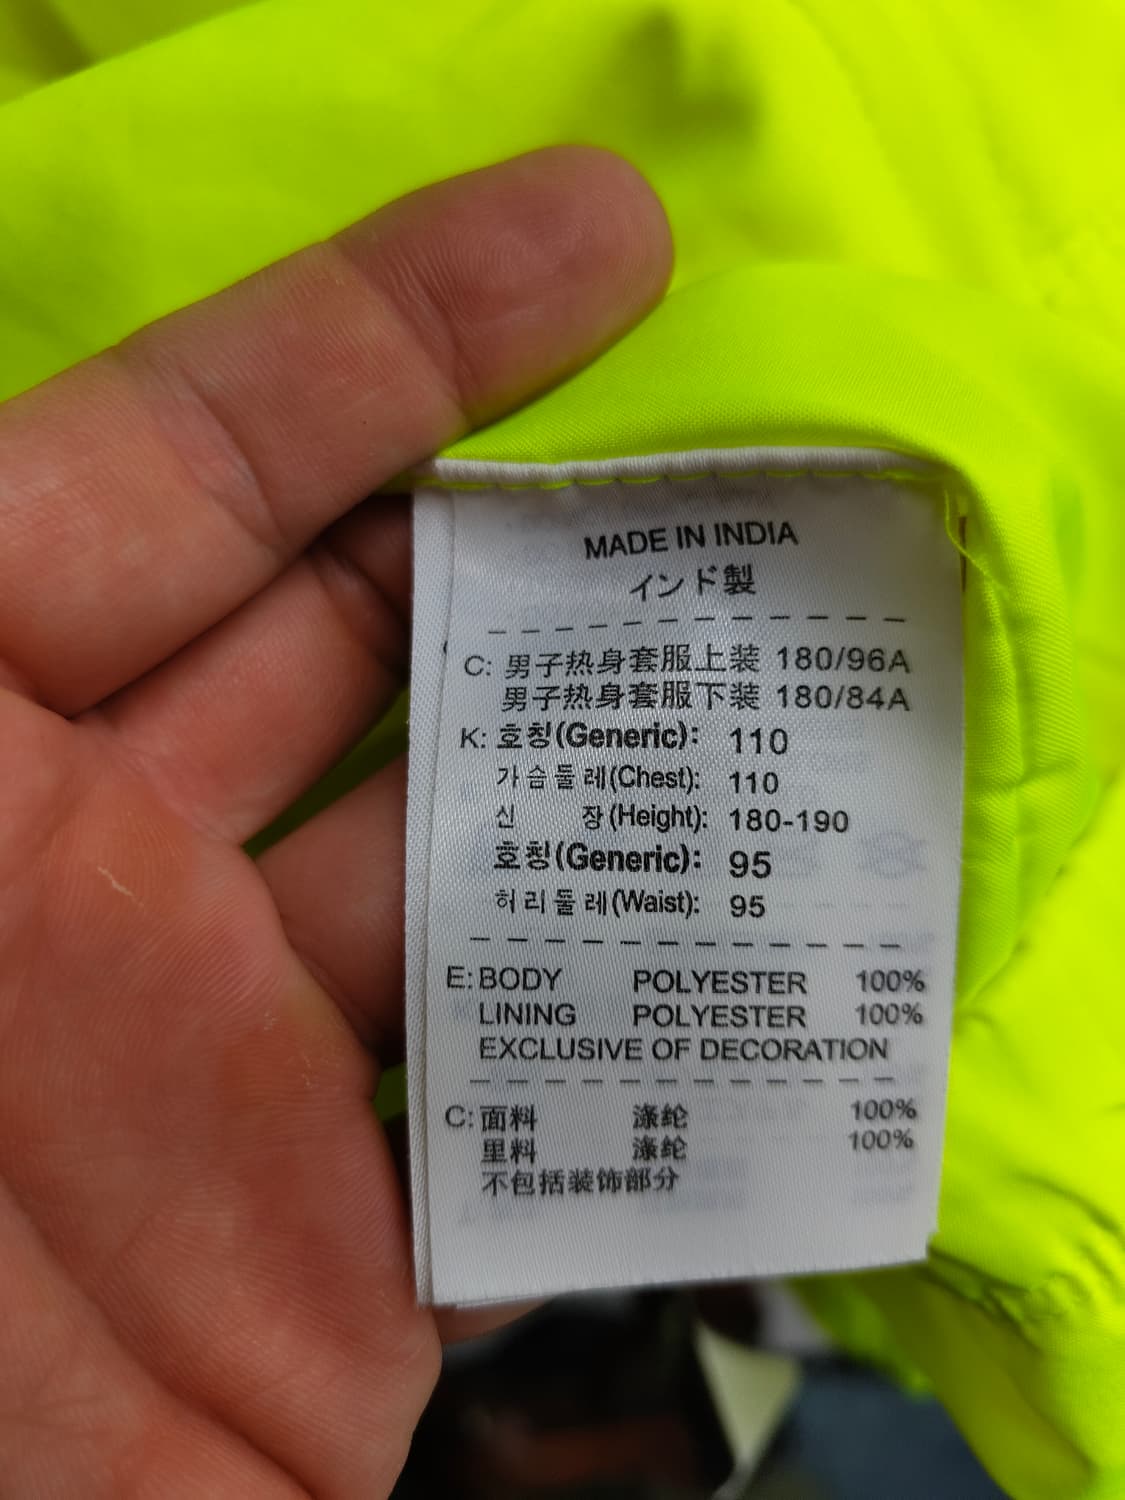 MADE IN INDIA
インド製
C: 男子热身套服上装 180/96A
男子热身套服下装 180/84A
K: 호칭(Generic): 110
가슴둘레(Chest): 110
신 장(Height): 180-190
호칭(Generic): 95
허리둘레(Waist): 95
E: BODY POLYESTER 100%
LINING POLYESTER 100%
EXCLUSIVE OF DECORATION
C: 面料 涤纶 100%
里料 涤纶 100%
不包括装饰部分